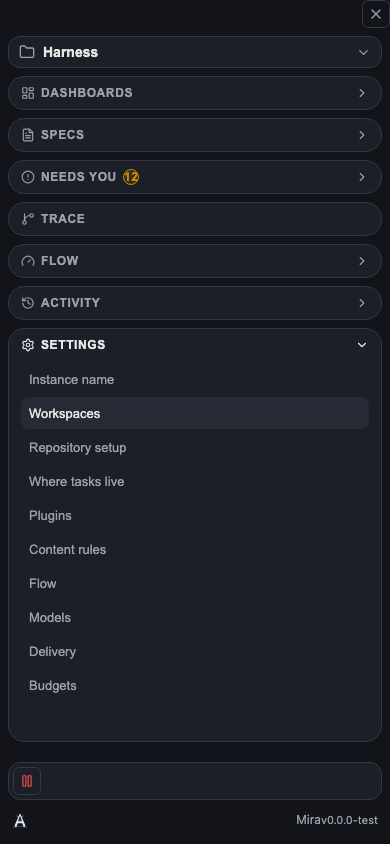 Harness
DASHBOARDS
SPECS
NEEDS YOU 12
TRACE
FLOW
ACTIVITY
SETTINGS
Instance name
Workspaces
Repository setup
Where tasks live
Plugins
Content rules
Flow
Models
Delivery
Budgets
A Mirav0.0.0-test